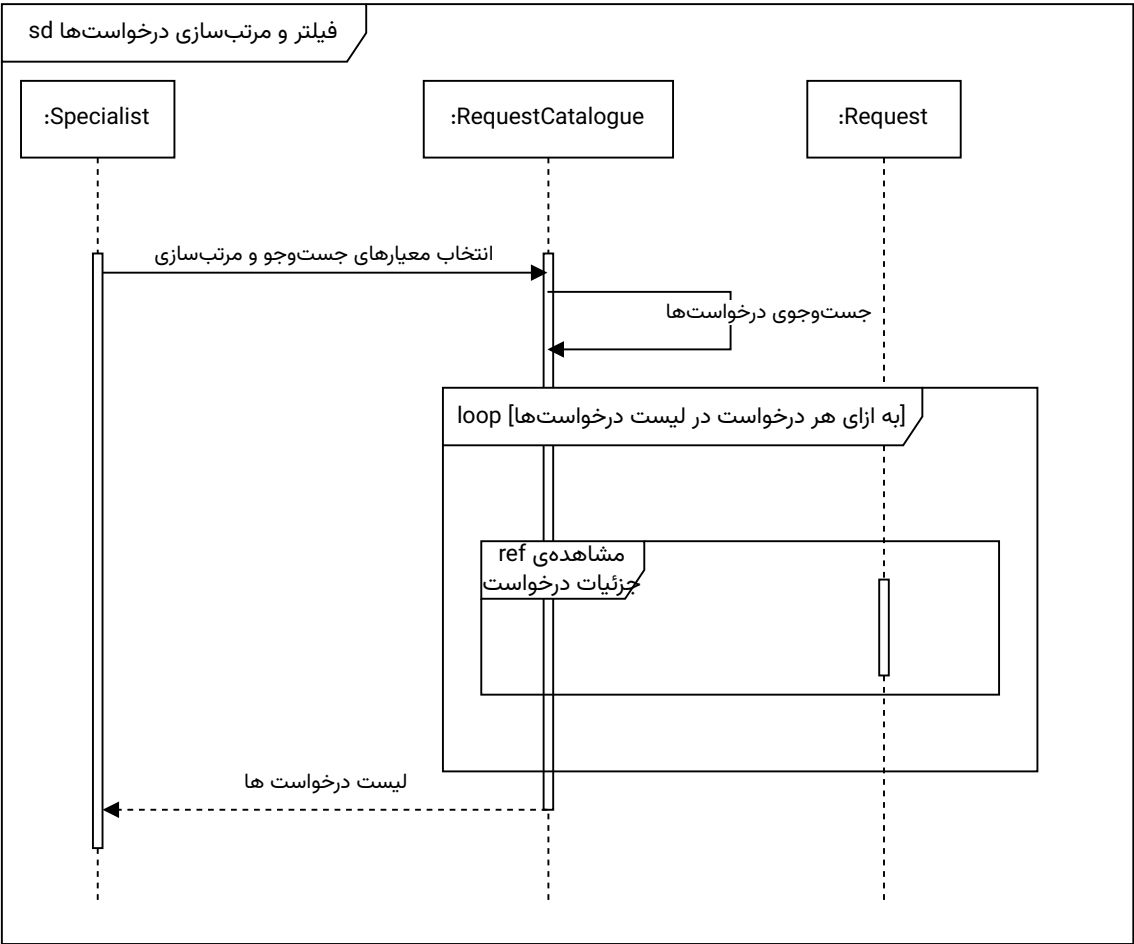 sd فیلتر و مرتب‌سازی درخواست‌ها
:Specialist
:RequestCatalogue
:Request
انتخاب معیارهای جست‌وجو و مرتب‌سازی
جست‌وجوی درخواست‌ها
loop [به ازای هر درخواست در لیست درخواست‌ها]
ref مشاهده‌ی
جزئیات درخواست
لیست درخواست ها